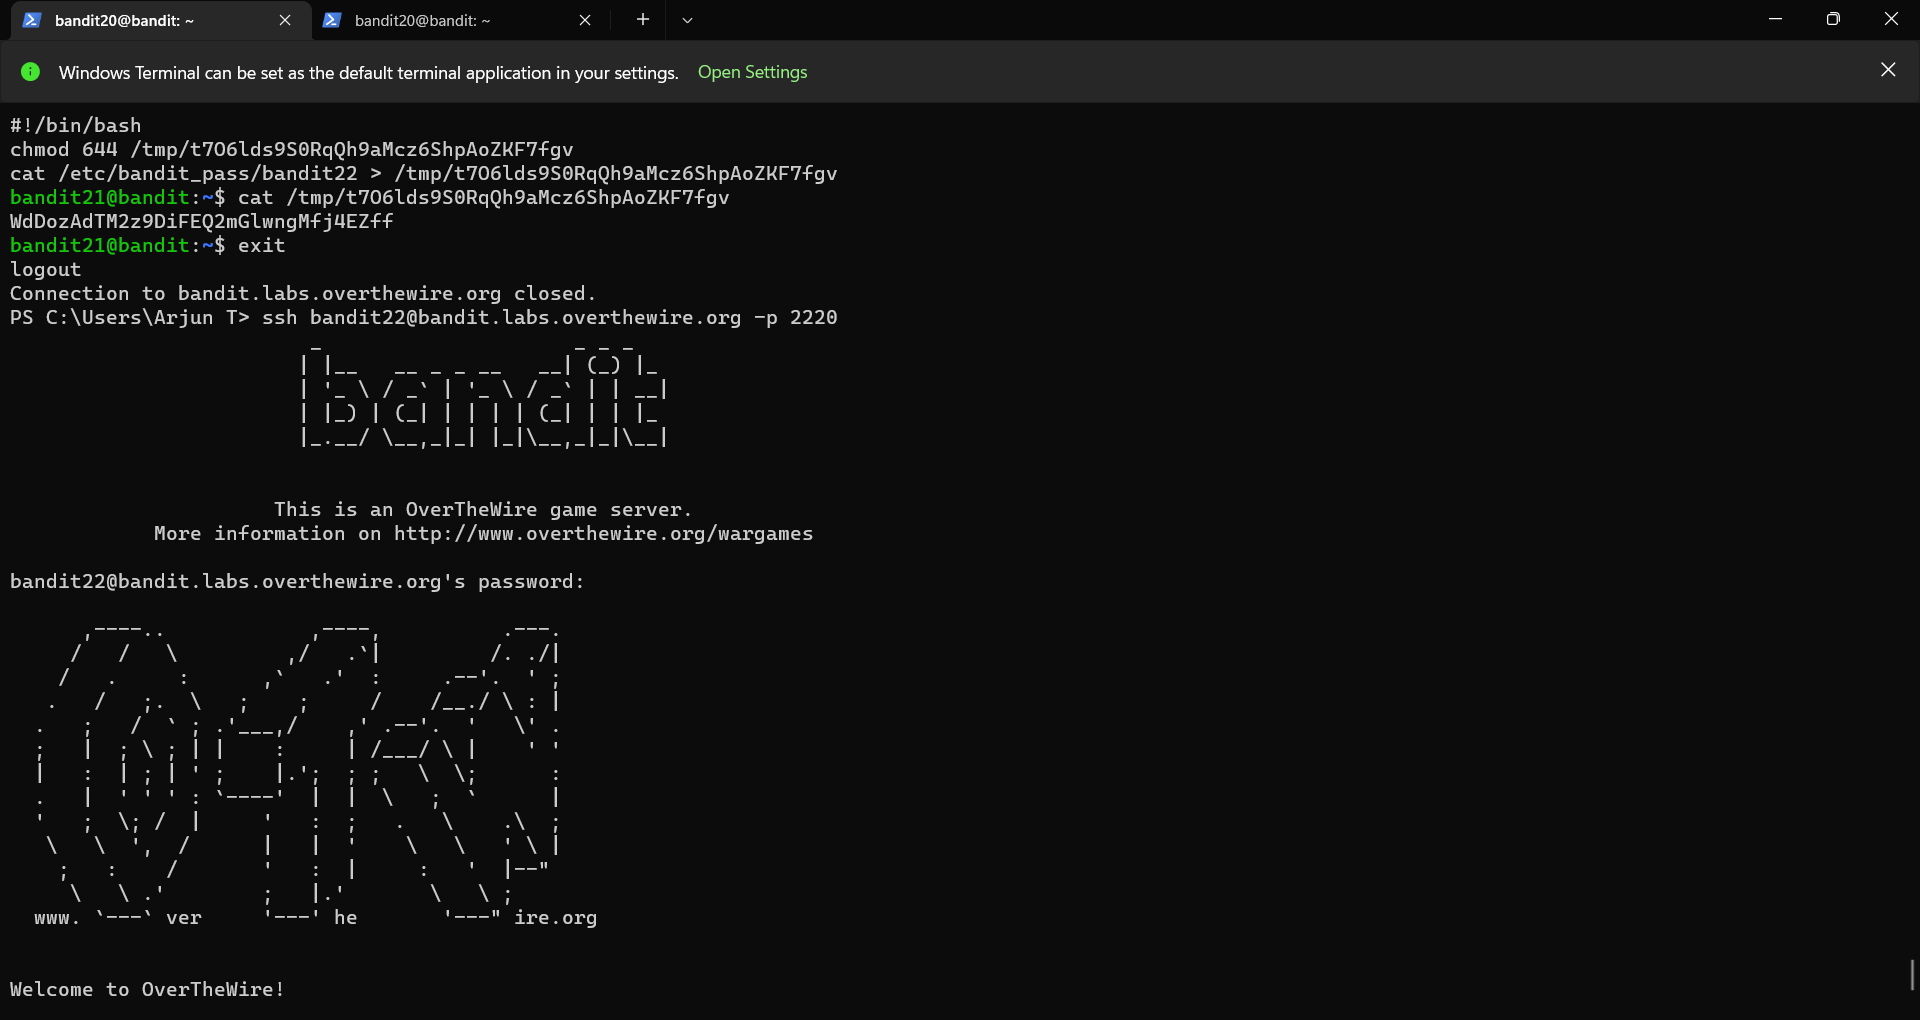 bandit20@bandit: ~
bandit20@bandit: ~
Windows Terminal can be set as the default terminal application in your settings. Open Settings
#!/bin/bash
chmod 644 /tmp/t7O6lds9S0RqQh9aMcz6ShpAoZKF7fgv
cat /etc/bandit_pass/bandit22 > /tmp/t7O6lds9S0RqQh9aMcz6ShpAoZKF7fgv
bandit21@bandit:~$ cat /tmp/t7O6lds9S0RqQh9aMcz6ShpAoZKF7fgv
WdDozAdTM2z9DiFEQ2mGlwngMfj4EZff
bandit21@bandit:~$ exit
logout
Connection to bandit.labs.overthewire.org closed.
PS C:\Users\Arjun T> ssh bandit22@bandit.labs.overthewire.org -p 2220
bandit
This is an OverTheWire game server.
More information on http://www.overthewire.org/wargames
bandit22@bandit.labs.overthewire.org's password:
www. ver he ire.org
Welcome to OverTheWire!